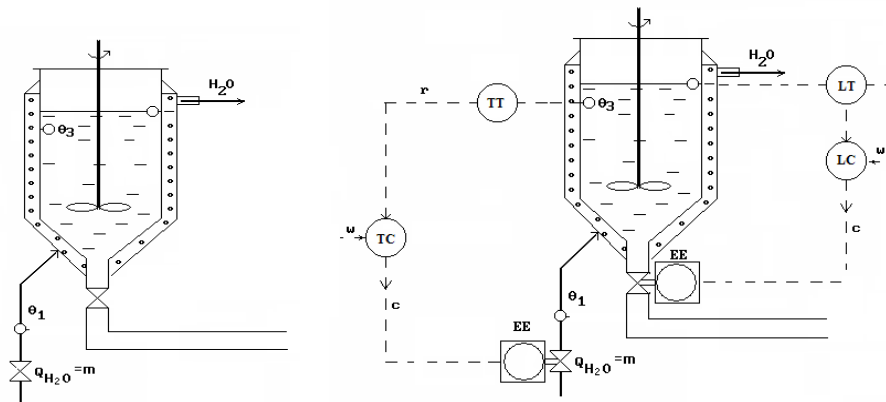 H2O
θ3
θ1
QH2O=m
H2O
r
TT
θ3
LT
LC
w
w
TC
c
EE
c
θ1
EE
QH2O=m